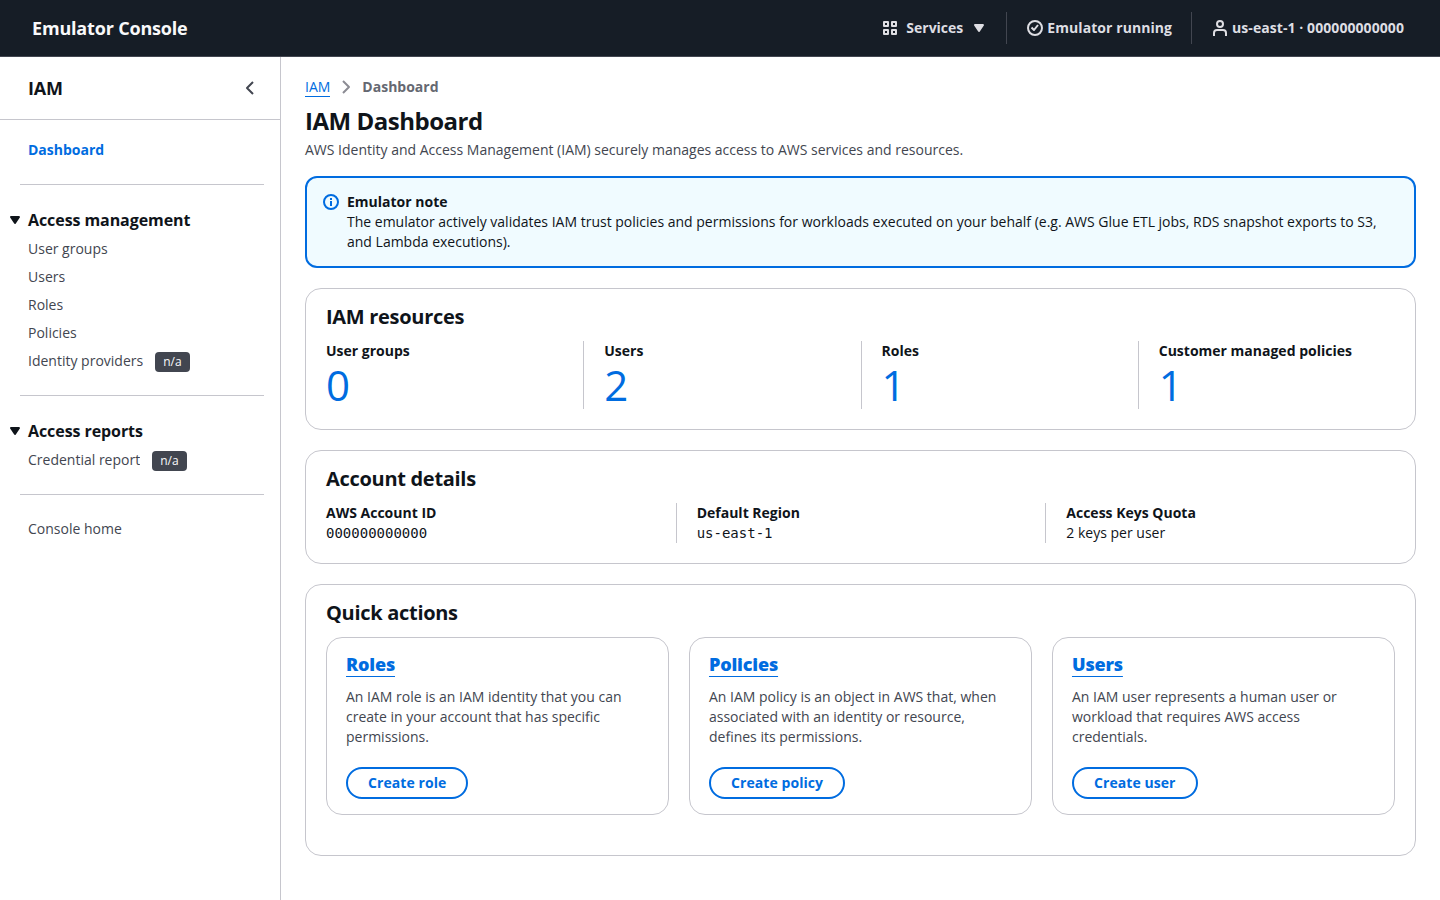 Emulator Console
Services
Emulator running
us-east-1 · 000000000000
IAM
Dashboard
Access management
User groups
Users
Roles
Policies
Identity providers n/a
Access reports
Credential report n/a
Console home
IAM > Dashboard
IAM Dashboard
AWS Identity and Access Management (IAM) securely manages access to AWS services and resources.
Emulator note
The emulator actively validates IAM trust policies and permissions for workloads executed on your behalf (e.g. AWS Glue ETL jobs, RDS snapshot exports to S3,
and Lambda executions).
IAM resources
User groups
0
Users
2
Roles
1
Customer managed policies
1
Account details
AWS Account ID
000000000000
Default Region
us-east-1
Access Keys Quota
2 keys per user
Quick actions
Roles
An IAM role is an IAM identity that you can
create in your account that has specific
permissions.
Create role
Policies
An IAM policy is an object in AWS that, when
associated with an identity or resource,
defines its permissions.
Create policy
Users
An IAM user represents a human user or
workload that requires AWS access
credentials.
Create user